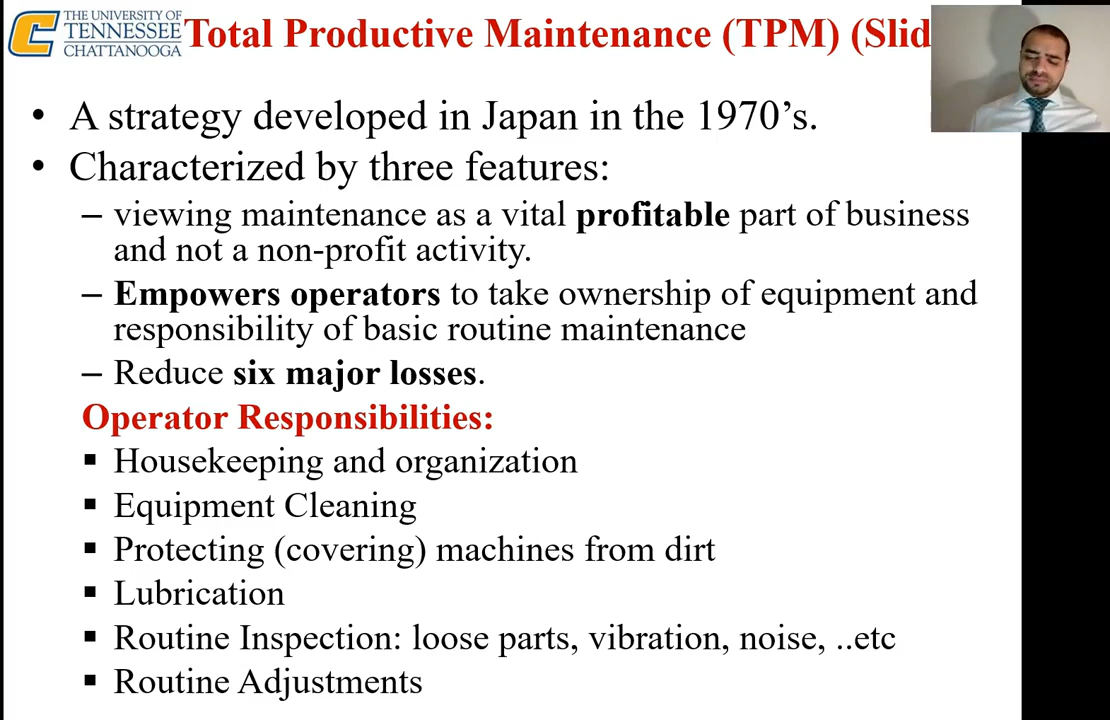 THE UNIVERSITY OF
TENNESSEE
CHATTANOOGA
Total Productive Maintenance (TPM) (Slid
• A strategy developed in Japan in the 1970’s.
• Characterized by three features:
– viewing maintenance as a vital profitable part of business
and not a non-profit activity.
– Empowers operators to take ownership of equipment and
responsibility of basic routine maintenance
– Reduce six major losses.
Operator Responsibilities:
▪ Housekeeping and organization
▪ Equipment Cleaning
▪ Protecting (covering) machines from dirt
▪ Lubrication
▪ Routine Inspection: loose parts, vibration, noise, ..etc
▪ Routine Adjustments